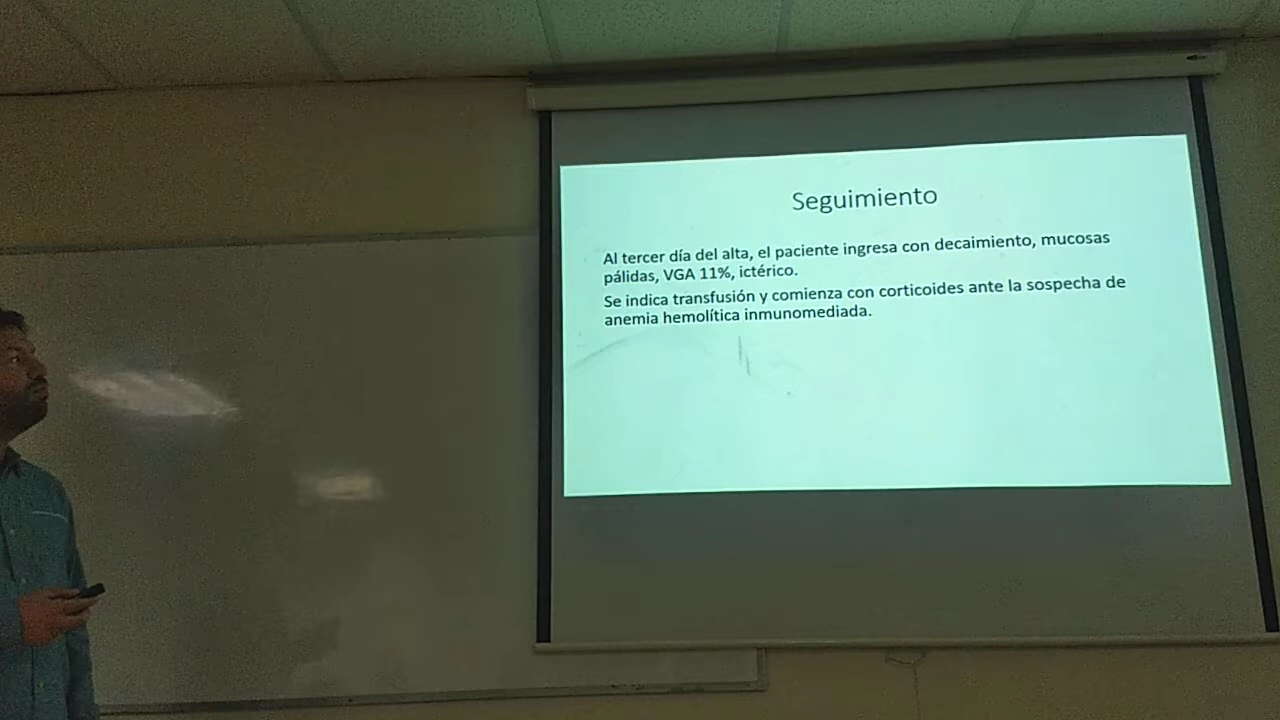 Seguimiento
Al tercer día del alta, el paciente ingresa con decaimiento, mucosas
pálidas, VGA 11%, ictérico.
Se indica transfusión y comienza con corticoides ante la sospecha de
anemia hemolítica inmunomediada.